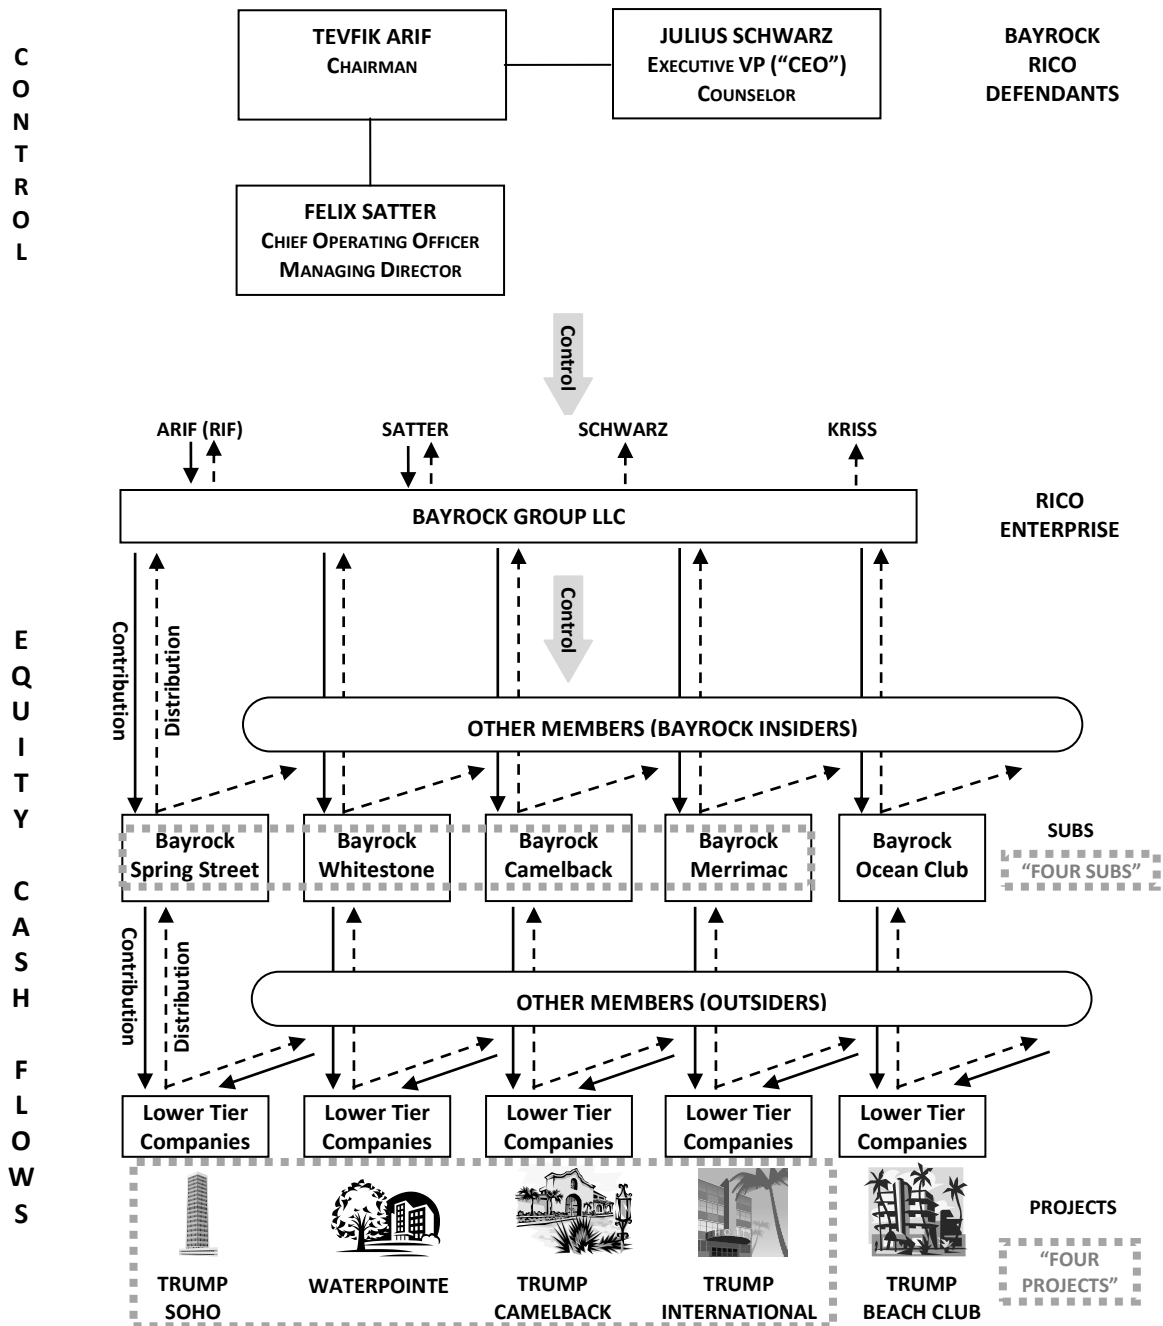 CONTROL
TEVFIK ARIF
CHAIRMAN
JULIUS SCHWARZ
EXECUTIVE VP (“CEO”)
COUNSELOR
BAYROCK
RICO
DEFENDANTS
FELIX SATTER
CHIEF OPERATING OFFICER
MANAGING DIRECTOR
Control
ARIF (RIF)
SATTER
SCHWARZ
KRISS
BAYROCK GROUP LLC
RICO
ENTERPRISE
EQUITY CASH FLOWS
Contribution
Distribution
Control
OTHER MEMBERS (BAYROCK INSIDERS)
Bayrock
Spring Street
Bayrock
Whitestone
Bayrock
Camelback
Bayrock
Merrimac
Bayrock
Ocean Club
SUBS
“FOUR SUBS”
Contribution
Distribution
OTHER MEMBERS (OUTSIDERS)
Lower Tier
Companies
Lower Tier
Companies
Lower Tier
Companies
Lower Tier
Companies
Lower Tier
Companies
TRUMP
SOHO
WATERPOINTE
TRUMP
CAMELBACK
TRUMP
INTERNATIONAL
TRUMP
BEACH CLUB
PROJECTS
“FOUR
PROJECTS”